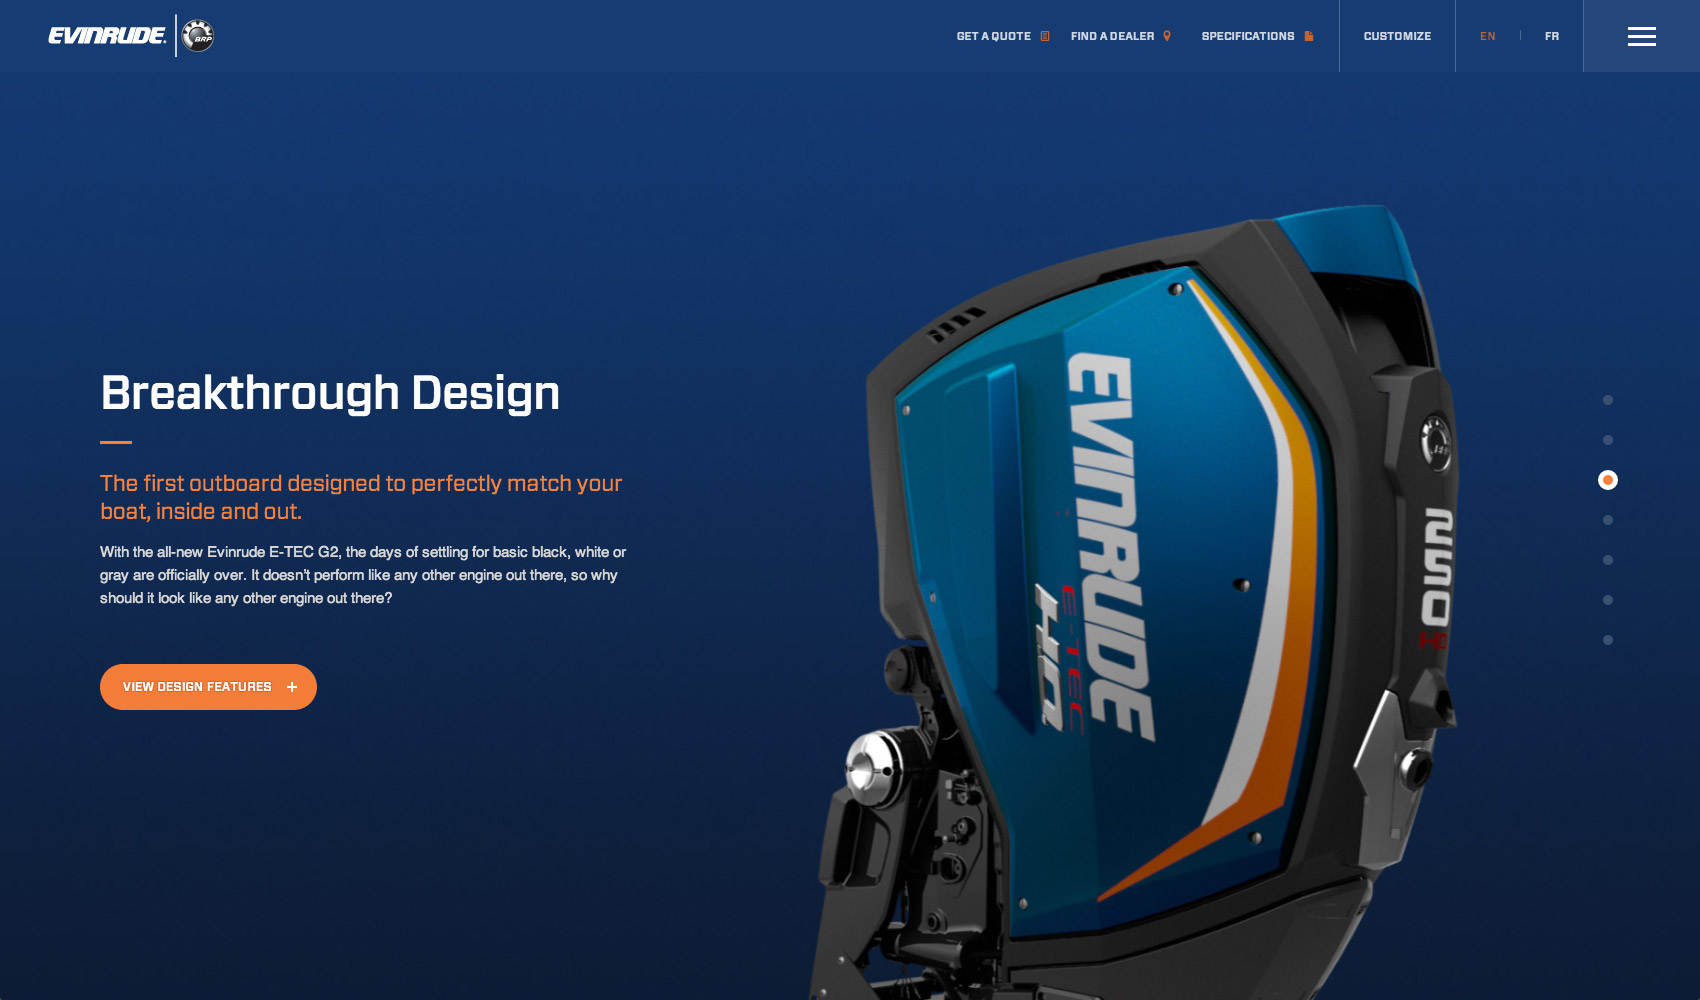 EVINRUDE. BRP
GET A QUOTE
FIND A DEALER
SPECIFICATIONS
CUSTOMIZE
EN
FR
Breakthrough Design
The first outboard designed to perfectly match your
boat, inside and out.
With the all-new Evinrude E-TEC G2, the days of settling for basic black, white or
gray are officially over. It doesn’t perform like any other engine out there, so why
should it look like any other engine out there?
VIEW DESIGN FEATURES +
EVINRUDE
E-TEC
H.O.